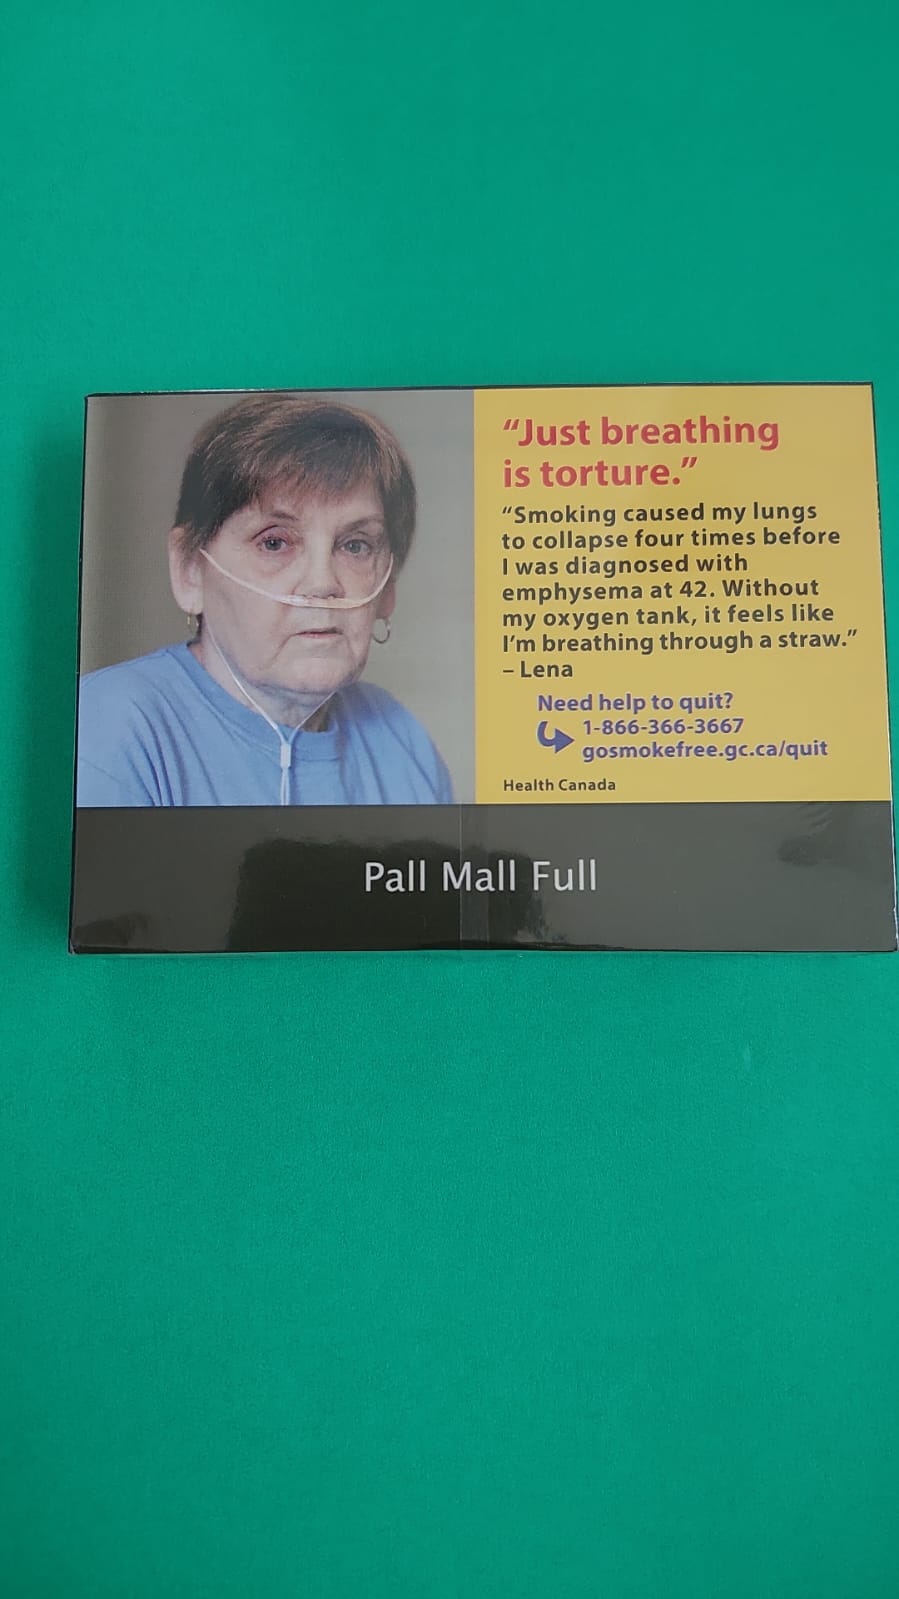 “Just breathing
is torture.”
“Smoking caused my lungs
to collapse four times before
I was diagnosed with
emphysema at 42. Without
my oxygen tank, it feels like
I’m breathing through a straw.”
– Lena
Need help to quit?
1-866-366-3667
gosmokefree.gc.ca/quit
Health Canada
Pall Mall Full